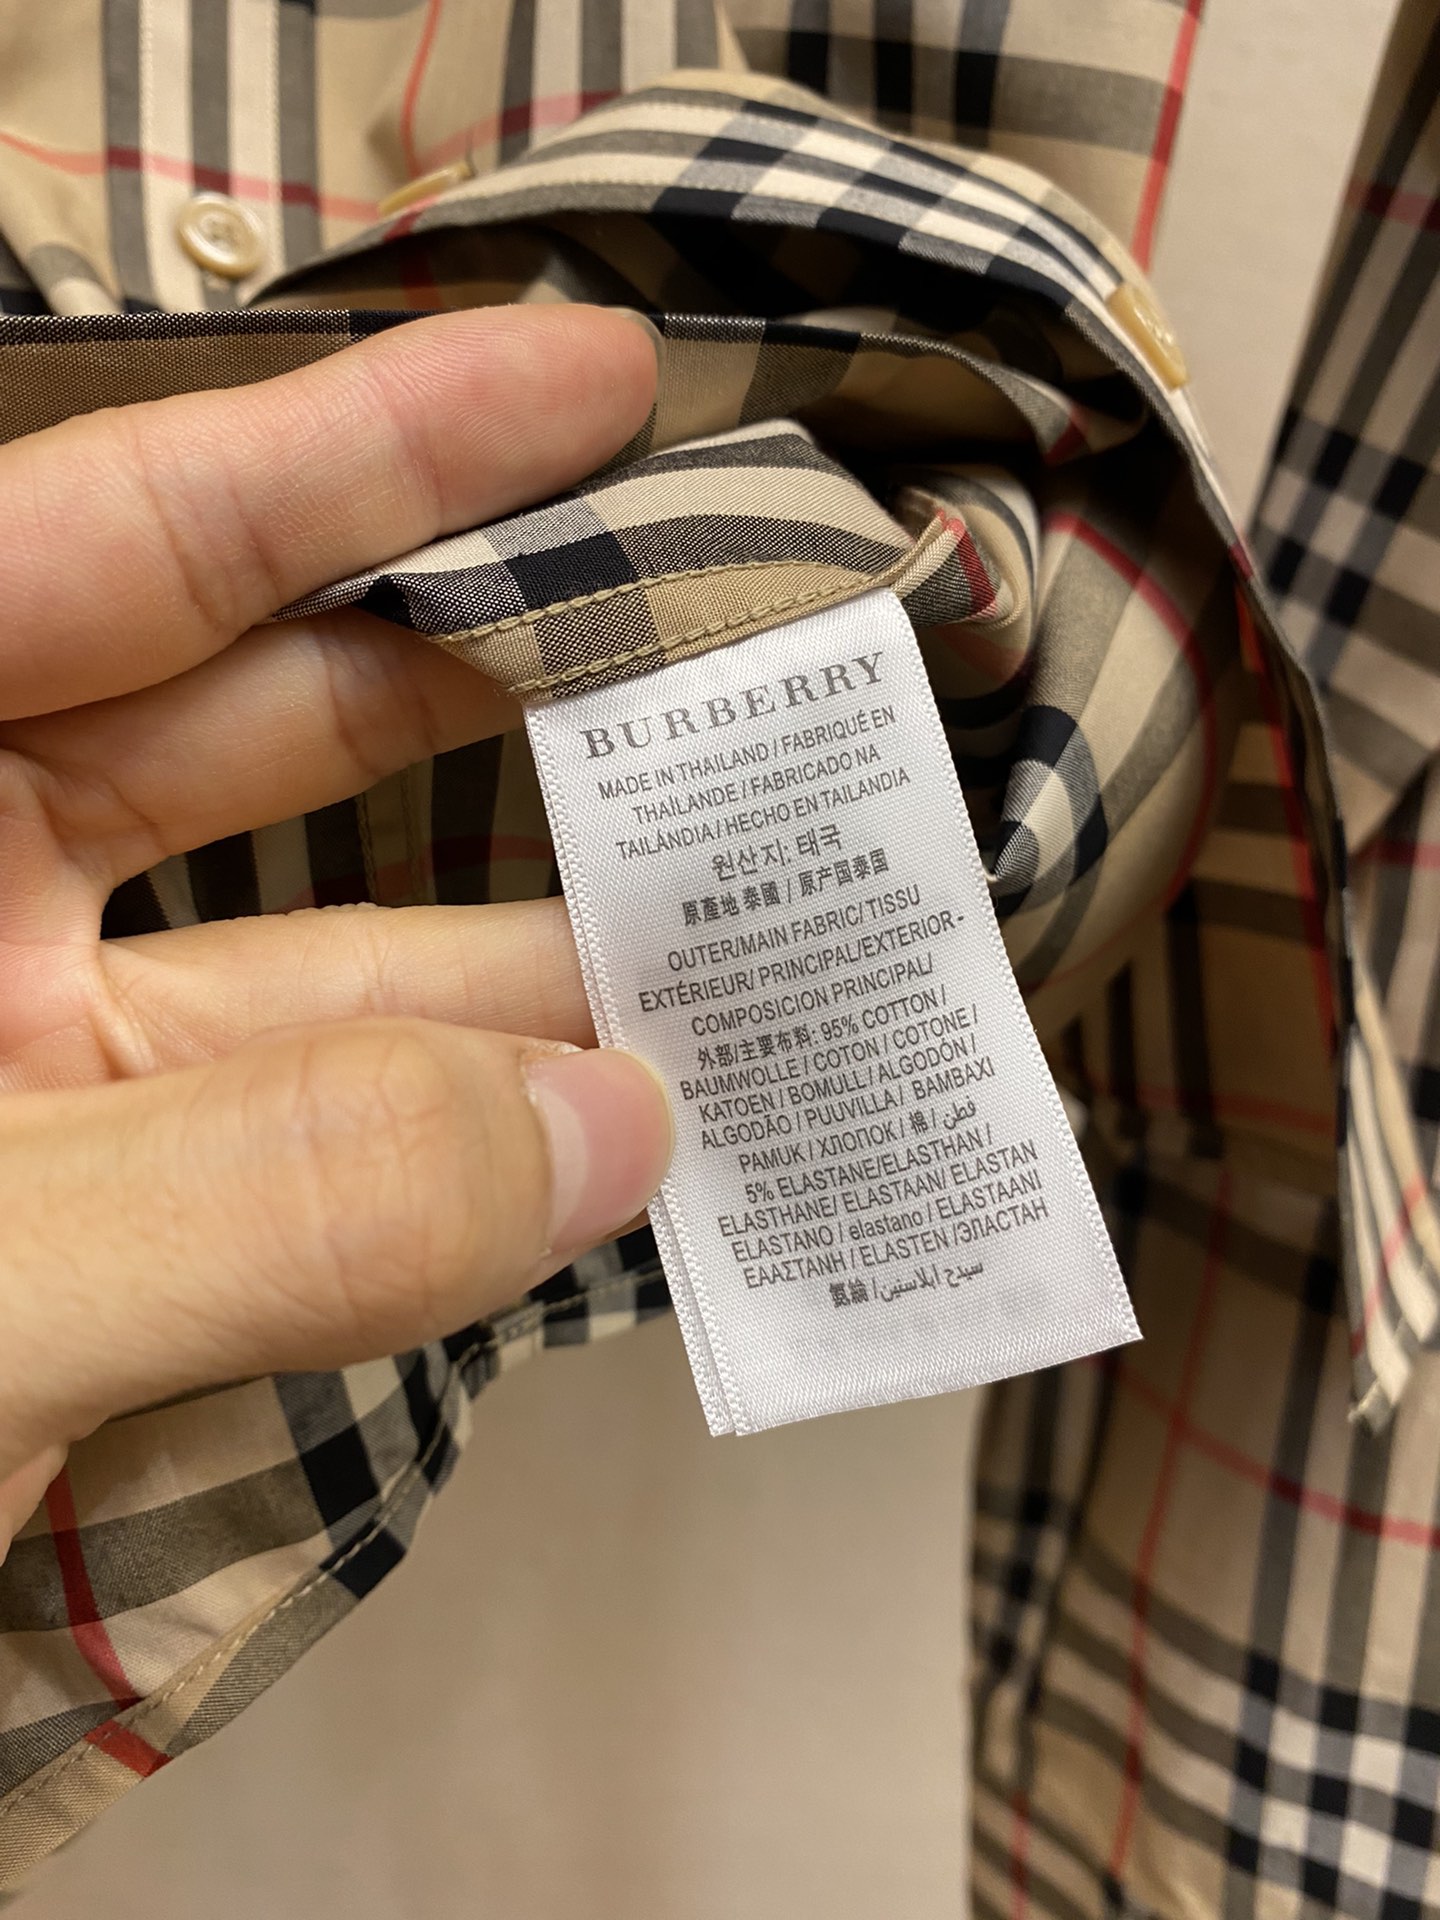 BURBERRY
MADE IN THAILAND / FABRIQUÉ EN
THAÏLANDE / FABRICADO NA
TAILÂNDIA / HECHO EN TAILANDIA
원산지: 태국
原產地 泰國 / 原产国泰国
OUTER/MAIN FABRIC/ TISSU
EXTÉRIEUR/ PRINCIPAL/EXTERIOR-
COMPOSICION PRINCIPAL/
外部/主要布料: 95% COTTON /
BAUMWOLLE / COTON / COTONE /
KATOEN / BOMULL / ALGODÓN /
ALGODÃO / PUUVILLA / BAMBAXI
PAMUK / ХЛОПОК / 棉 / قطن
5% ELASTANE/ELASTHAN /
ELASTHANE/ ELASTAAN/ ELASTAN
ELASTANO / elastano / ELASTAANI
ΕΛΑΣΤΑΝΗ / ELASTEN /ЭЛАСТАН
氨綸 /سيدج أيلاستين